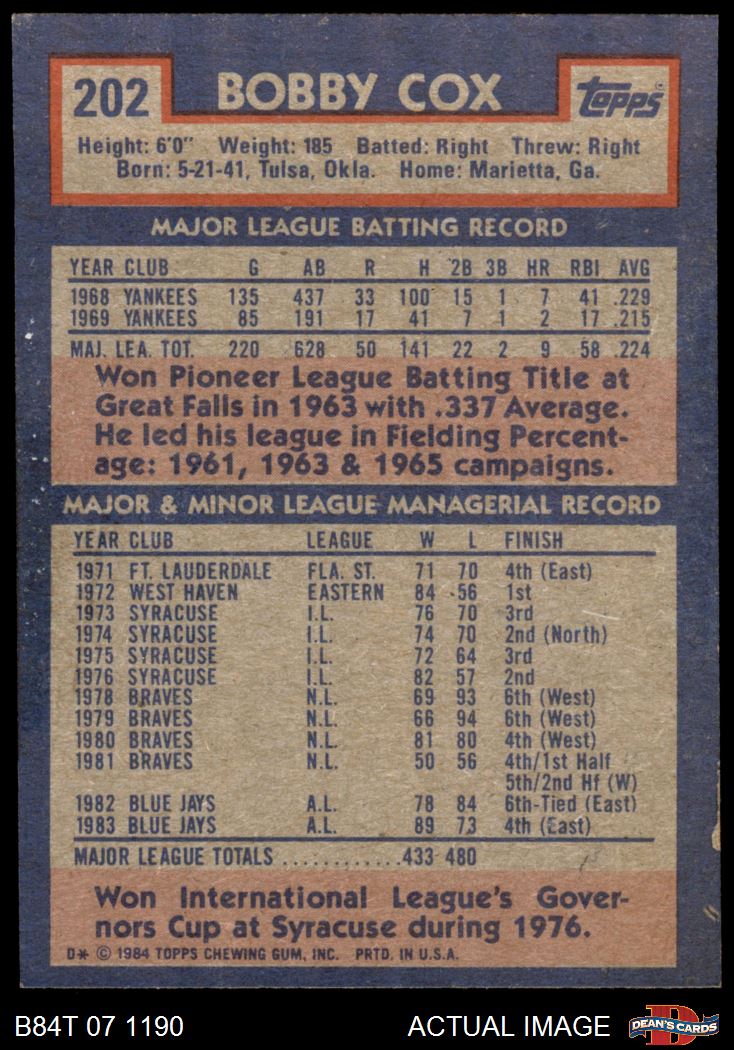 202 BOBBY COX Topps
Height: 6'0" Weight: 185 Batted: Right Threw: Right
Born: 5-21-41, Tulsa, Okla. Home: Marietta, Ga.
MAJOR LEAGUE BATTING RECORD
YEAR CLUB G AB R H 2B 3B HR RBI AVG
1968 YANKEES 135 437 33 100 15 1 7 41 .229
1969 YANKEES 85 191 17 41 7 1 2 17 .215
MAJ. LEA. TOT. 220 628 50 141 22 2 9 58 .224
Won Pioneer League Batting Title at
Great Falls in 1963 with .337 Average.
He led his league in Fielding Percent-
age: 1961, 1963 & 1965 campaigns.
MAJOR & MINOR LEAGUE MANAGERIAL RECORD
YEAR CLUB LEAGUE W L FINISH
1971 FT. LAUDERDALE FLA. ST. 71 70 4th (East)
1972 WEST HAVEN EASTERN 84 56 1st
1973 SYRACUSE I.L. 76 70 3rd
1974 SYRACUSE I.L. 74 70 2nd (North)
1975 SYRACUSE I.L. 72 64 3rd
1976 SYRACUSE I.L. 82 57 2nd
1978 BRAVES N.L. 69 93 6th (West)
1979 BRAVES N.L. 66 94 6th (West)
1980 BRAVES N.L. 81 80 4th (West)
1981 BRAVES N.L. 50 56 4th/1st Half
5th/2nd Hf (W)
1982 BLUE JAYS A.L. 78 84 6th-Tied (East)
1983 BLUE JAYS A.L. 89 73 4th (East)
MAJOR LEAGUE TOTALS ............433 480
Won International League's Gover-
nors Cup at Syracuse during 1976.
D* © 1984 TOPPS CHEWING GUM, INC. PRTD. IN U.S.A.
B84T 07 1190 ACTUAL IMAGE DEAN'S CARDS